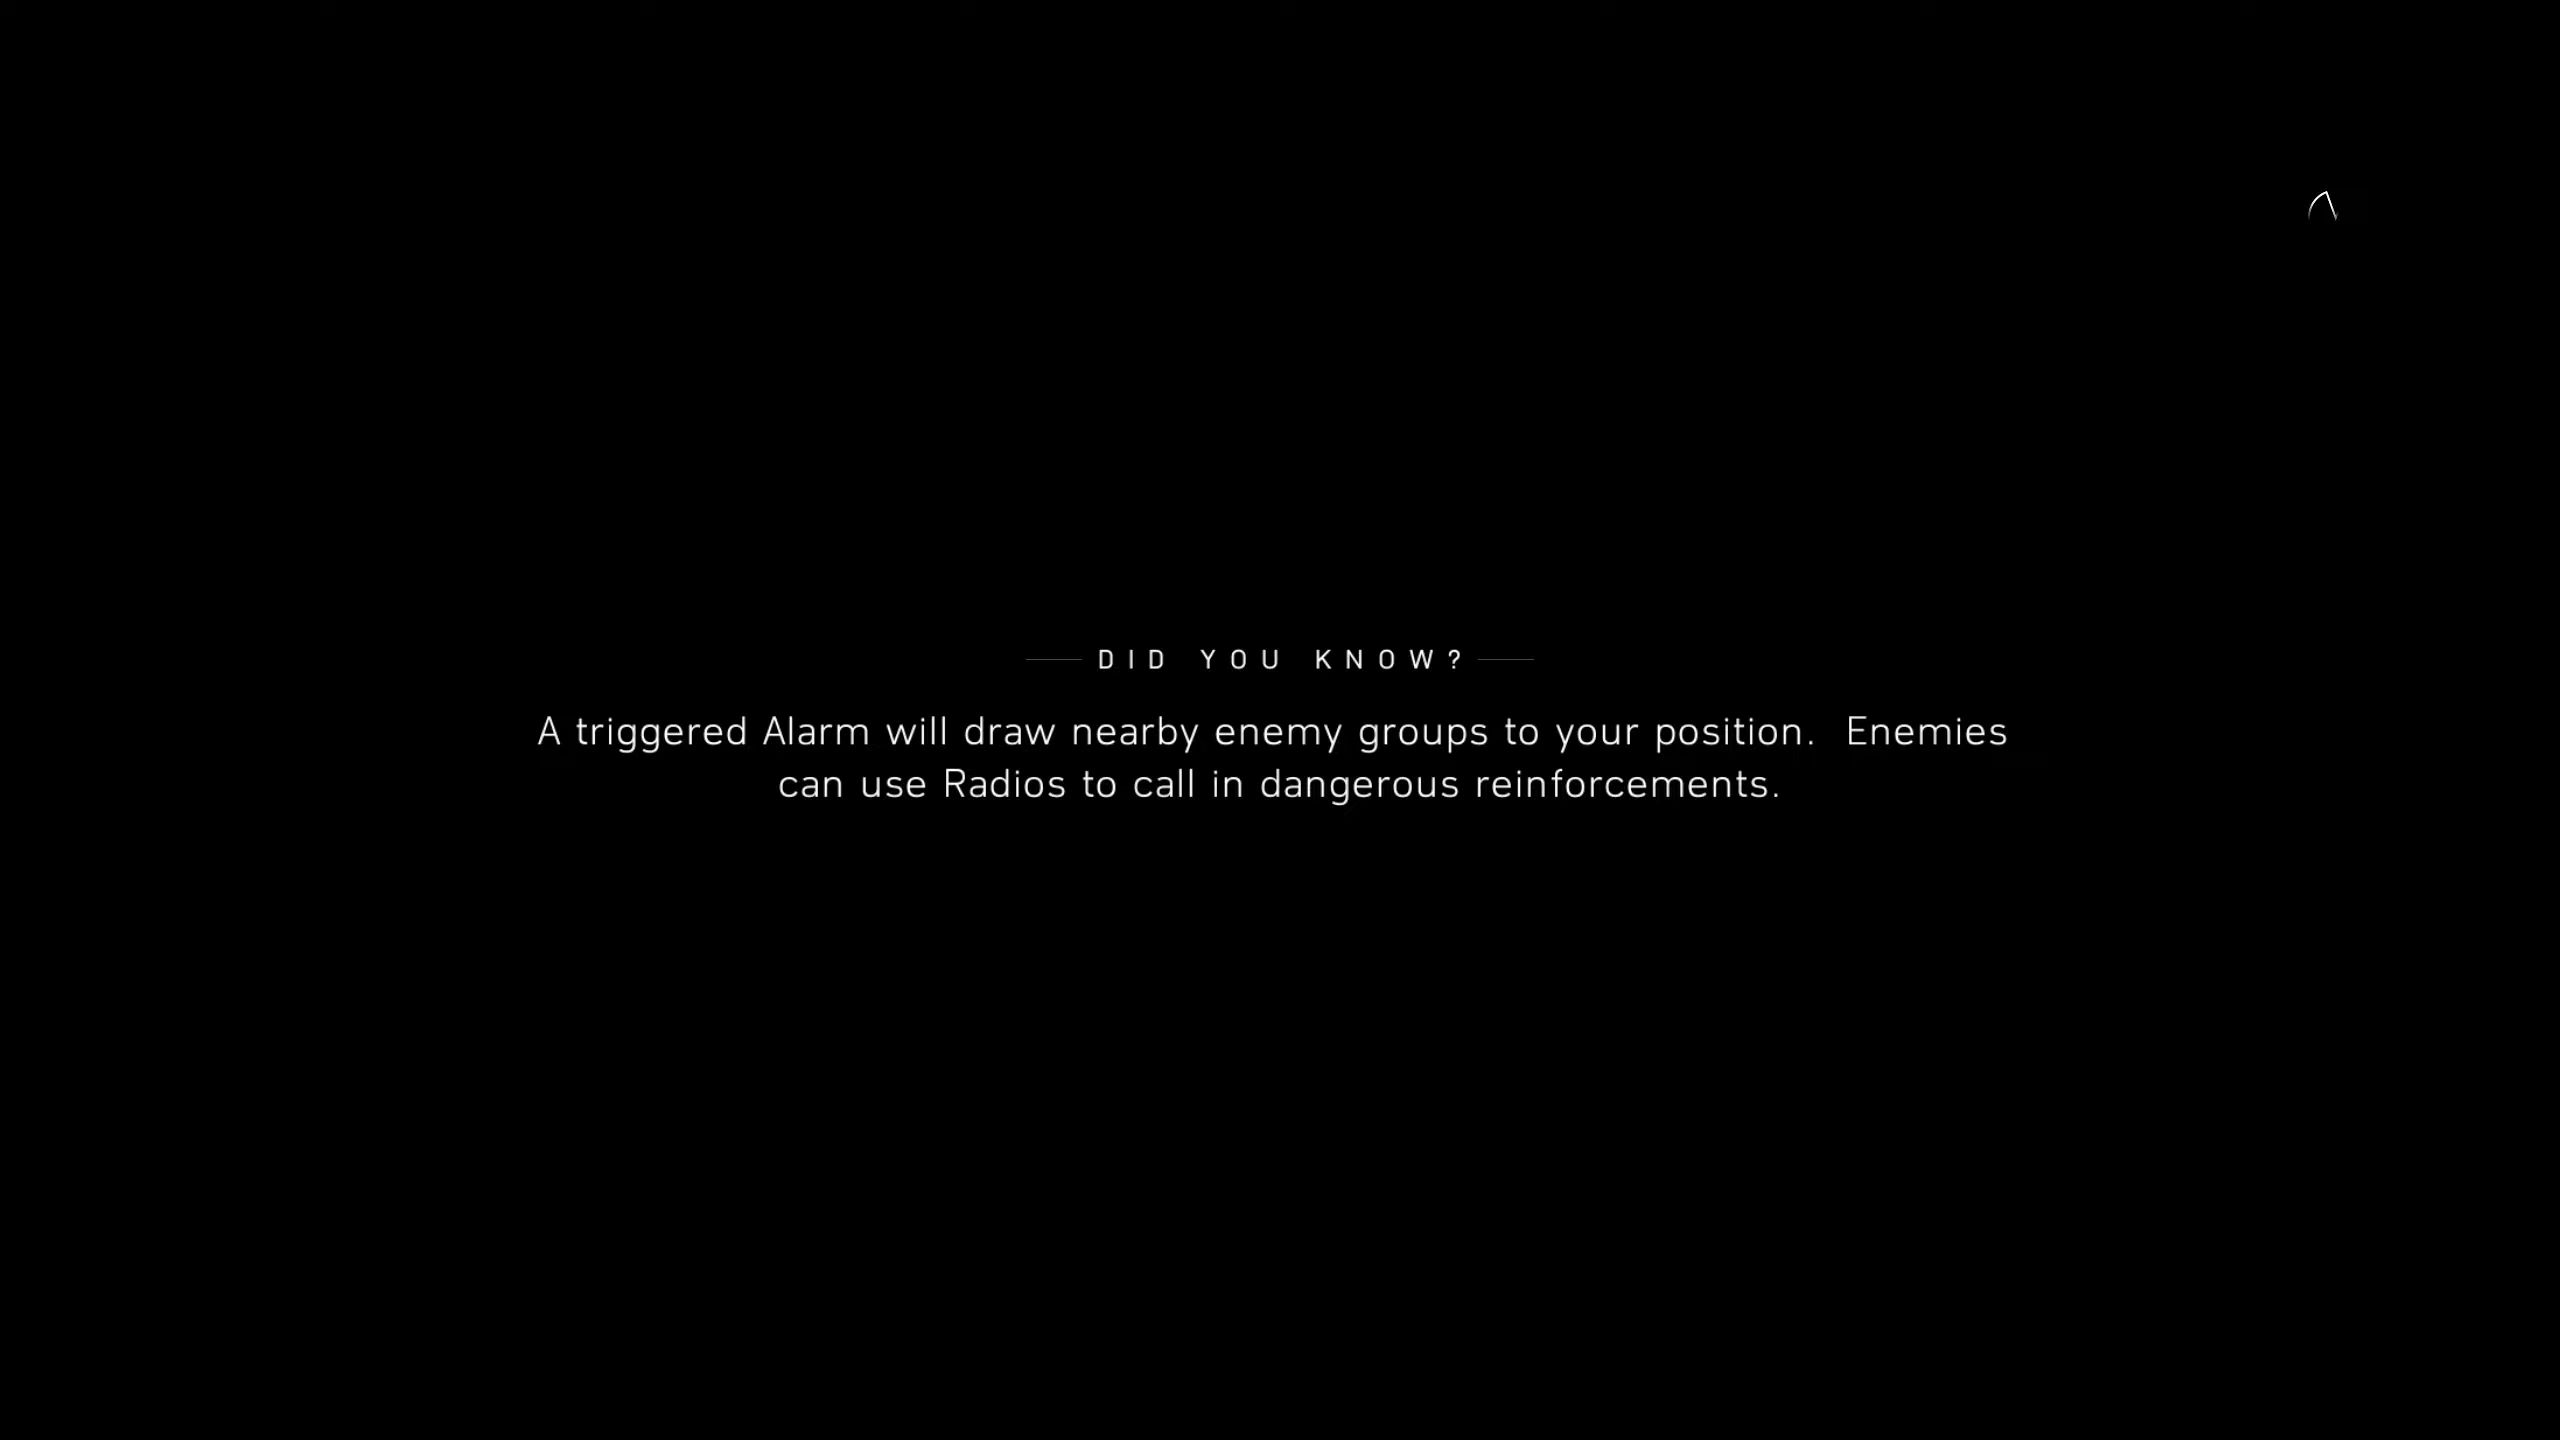 DID YOU KNOW?
A triggered Alarm will draw nearby enemy groups to your position.  Enemies
can use Radios to call in dangerous reinforcements.